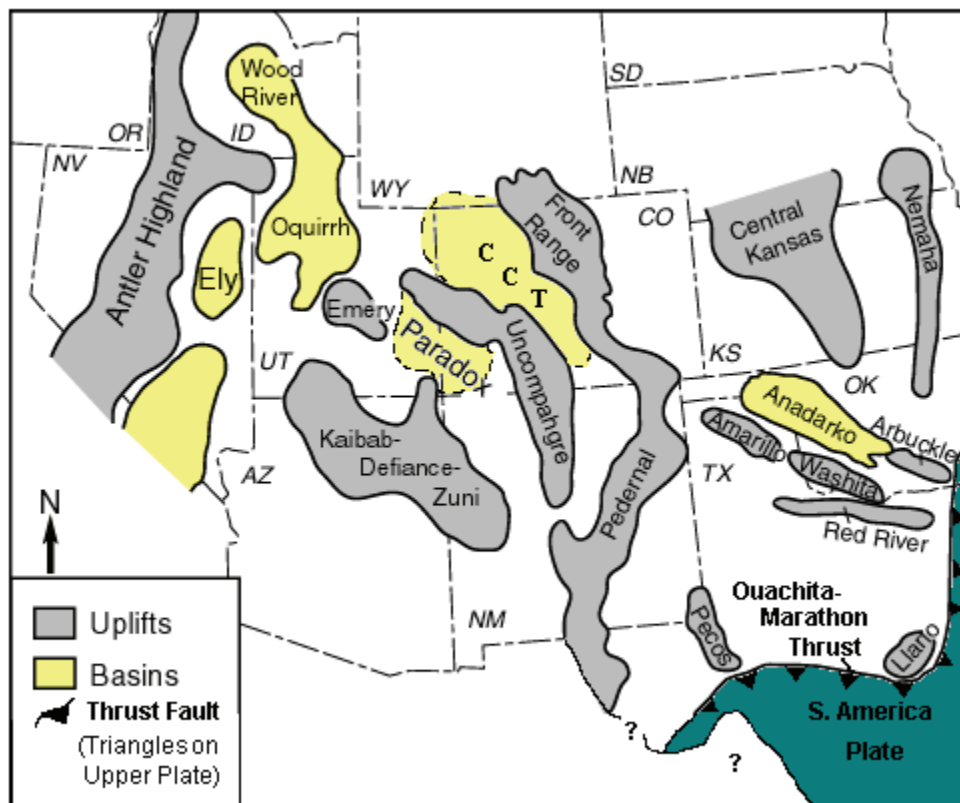 Wood
River
SD
OR
ID
NV
WY
NB
CO
Antler Highland
Oquirrh
Front
Range
Central
Kansas
Nemaha
Ely
C
C
T
Emery
Paradox
Uncompahgre
UT
KS
OK
Anadarko
Arbuckle
Amarillo
Washita
Kaibab-
Defiance-
Zuni
AZ
TX
Pedernal
Red River
N
NM
Pecos
Ouachita-
Marathon
Thrust
Llano
Uplifts
Basins
Thrust Fault
(Triangles on
Upper Plate)
S. America
Plate
?
?